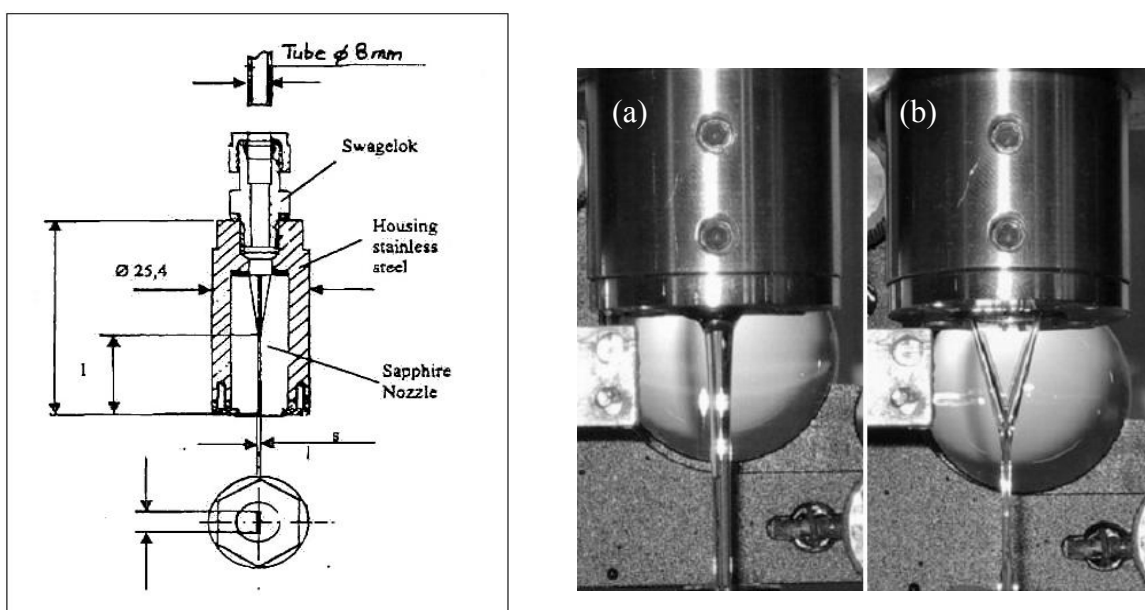 Tube ϕ 8mm
Swagelok
Housing
stainless
steel
Ø 25,4
Sapphire
Nozzle
l
s
(a)
(b)